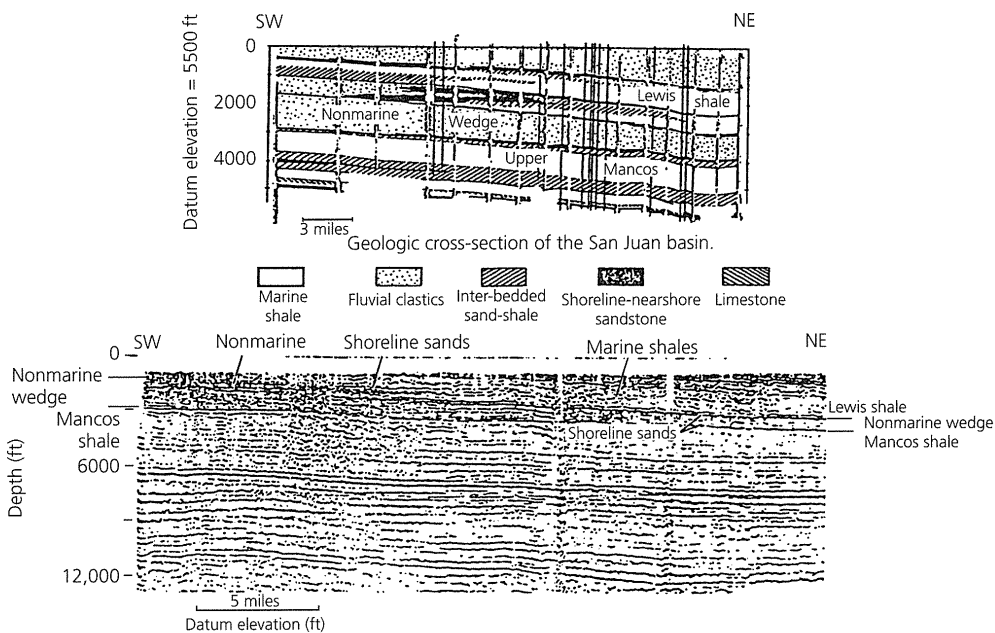 SW
NE
Datum elevation = 5500 ft
0
2000
4000
Lewis shale
Nonmarine
Wedge
Upper
Mancos
3 miles
Geologic cross-section of the San Juan basin.
Marine
shale
Fluvial clastics
Inter-bedded
sand-shale
Shoreline-nearshore
sandstone
Limestone
SW
Nonmarine
Shoreline sands
Marine shales
NE
0
Nonmarine
wedge
Mancos
shale
Lewis shale
Nonmarine wedge
Mancos shale
Shoreline sands
Depth (ft)
6000
12,000
5 miles
Datum elevation (ft)